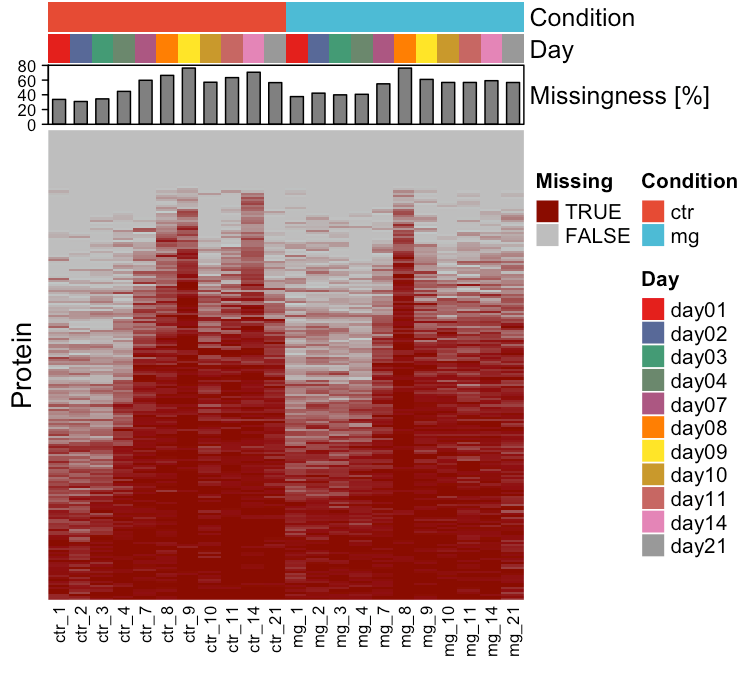 Condition
Day
80
60
40
20
0
Missingness [%]
Missing
TRUE
FALSE
Condition
ctr
mg
Day
day01
day02
day03
day04
day07
day08
day09
day10
day11
day14
day21
Protein
ctr_1
ctr_2
ctr_3
ctr_4
ctr_7
ctr_8
ctr_9
ctr_10
ctr_11
ctr_14
ctr_21
mg_1
mg_2
mg_3
mg_4
mg_7
mg_8
mg_9
mg_10
mg_11
mg_14
mg_21